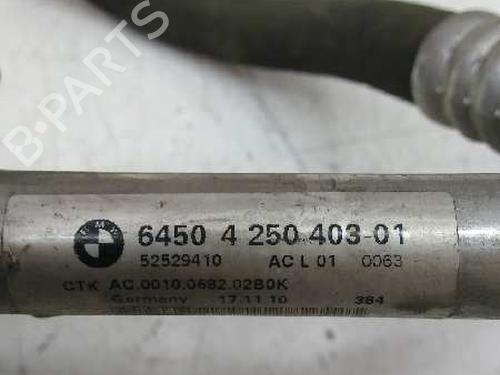 B-PARTS
BMW
6450 4 250 403-01
52529410 AC L 01 0063
CTK AC.0010.0682.02B0K
Germany 17.11.10 384